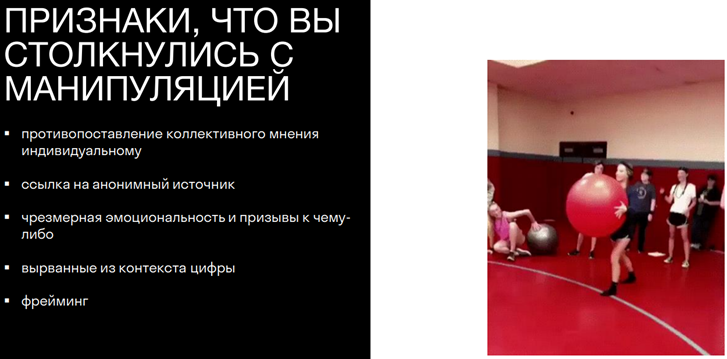 ПРИЗНАКИ, ЧТО ВЫ
СТОЛКНУЛИСЬ С
МАНИПУЛЯЦИЕЙ
▪ противопоставление коллективного мнения
индивидуальному
▪ ссылка на анонимный источник
▪ чрезмерная эмоциональность и призывы к чему-
либо
▪ вырванные из контекста цифры
▪ фрейминг